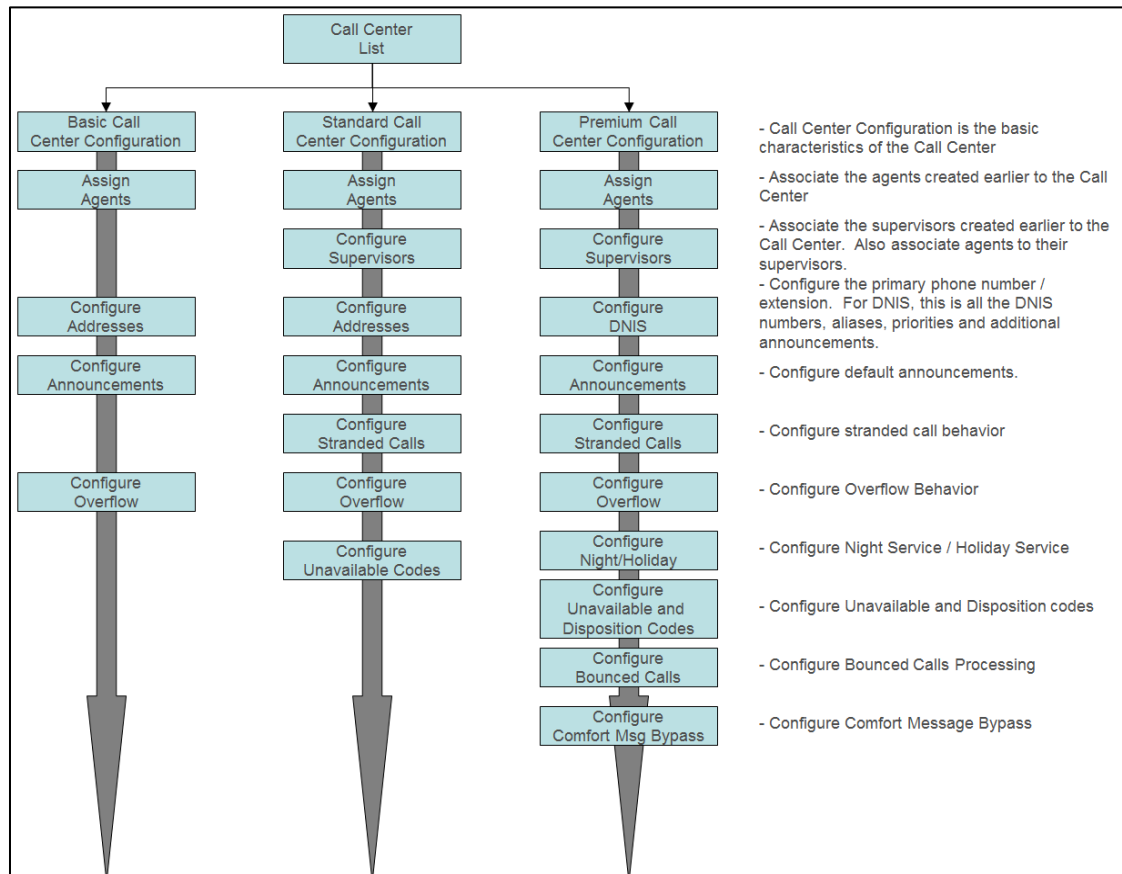 Call Center
List
Basic Call
Center Configuration
Standard Call
Center Configuration
Premium Call
Center Configuration
- Call Center Configuration is the basic
characteristics of the Call Center
Assign
Agents
Assign
Agents
Assign
Agents
- Associate the agents created earlier to the Call
Center
Configure
Supervisors
Configure
Supervisors
- Associate the supervisors created earlier to the
Call Center.  Also associate agents to their
supervisors.
Configure
Addresses
Configure
Addresses
Configure
DNIS
- Configure the primary phone number /
extension.  For DNIS, this is all the DNIS
numbers, aliases, priorities and additional
announcements.
Configure
Announcements
Configure
Announcements
Configure
Announcements
- Configure default announcements.
Configure
Stranded Calls
Configure
Stranded Calls
- Configure stranded call behavior
Configure
Overflow
Configure
Overflow
Configure
Overflow
- Configure Overflow Behavior
Configure
Unavailable Codes
Configure
Night/Holiday
- Configure Night Service / Holiday Service
Configure
Unavailable and
Disposition Codes
- Configure Unavailable and Disposition codes
Configure
Bounced Calls
- Configure Bounced Calls Processing
Configure
Comfort Msg Bypass
- Configure Comfort Message Bypass